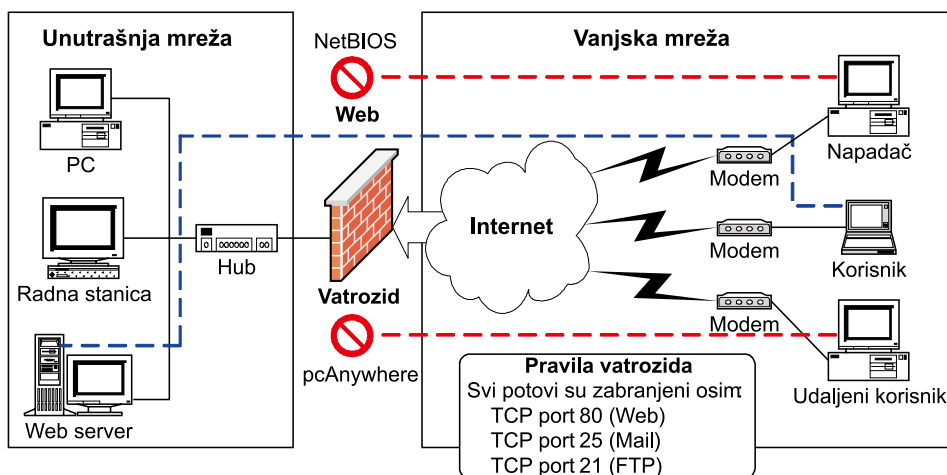 Unutrašnja mreža
PC
Radna stanica
Web server
Hub
NetBIOS
Web
Vatrozid
pcAnywhere
Vanjska mreža
Internet
Modem
Modem
Modem
Napadač
Korisnik
Udaljeni korisnik
Pravila vatrozida
Svi potovi su zabranjeni osim
TCP port 80 (Web)
TCP port 25 (Mail)
TCP port 21 (FTP)